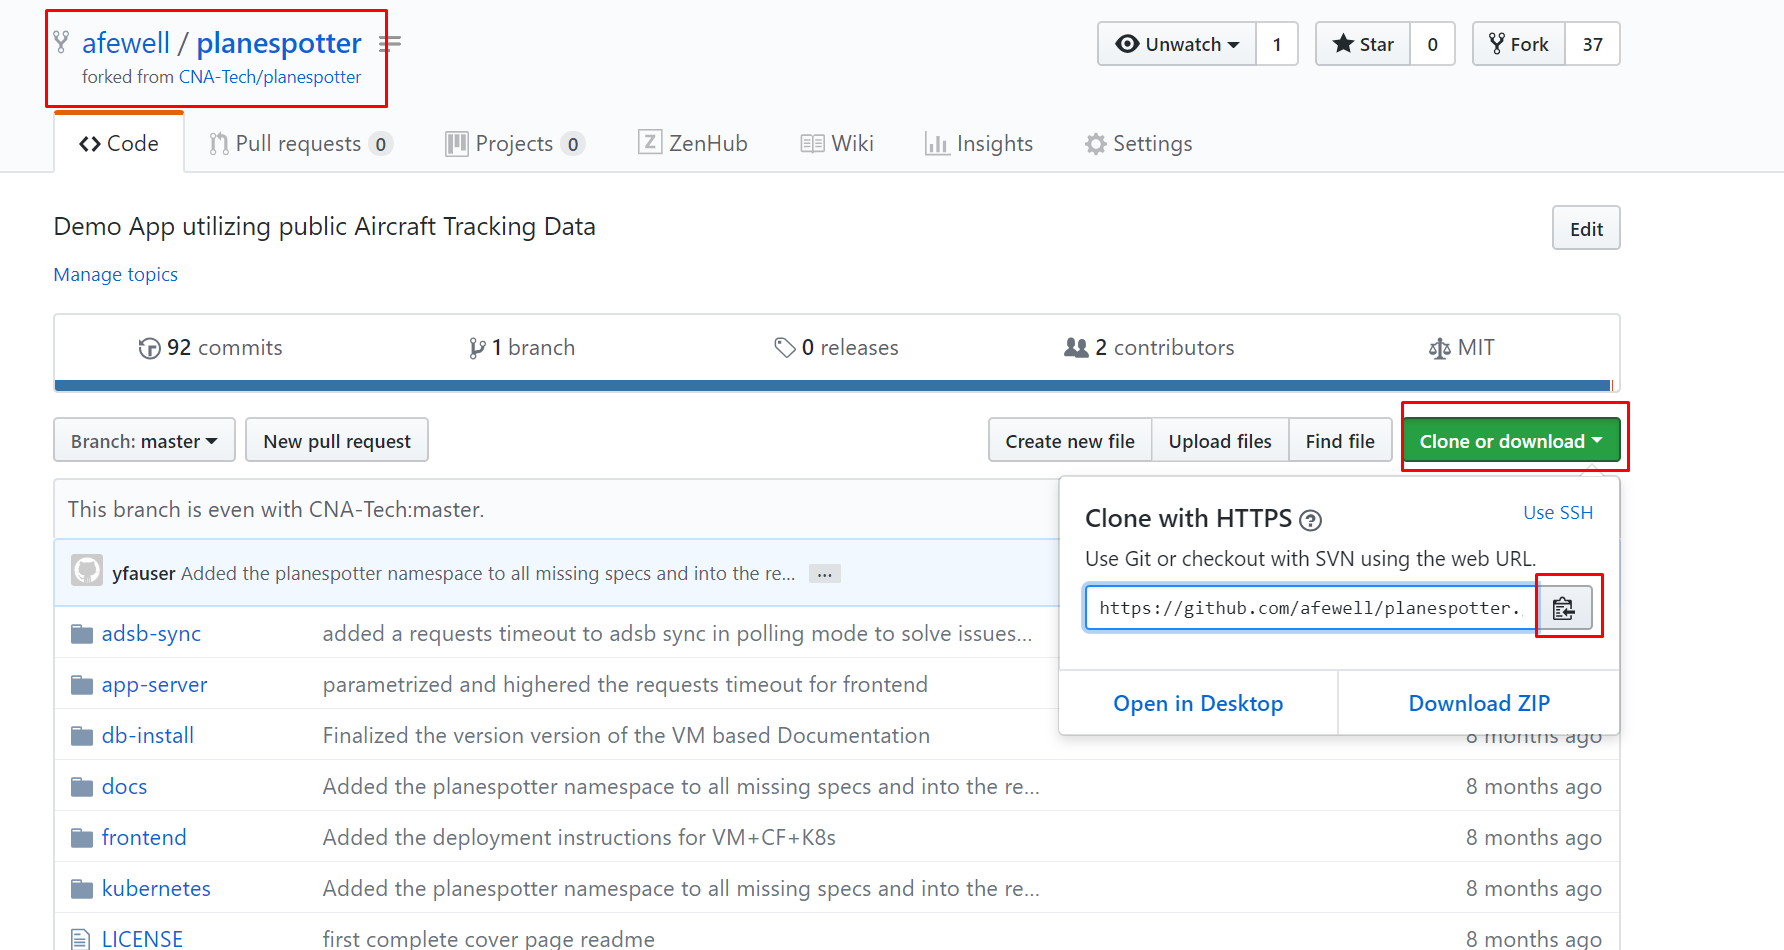 afewell / planespotter
forked from CNA-Tech/planespotter
Unwatch 1 Star 0 Fork 37
Code Pull requests 0 Projects 0 ZenHub Wiki Insights Settings
Demo App utilizing public Aircraft Tracking Data
Edit
Manage topics
92 commits 1 branch 0 releases 2 contributors MIT
Branch: master New pull request Create new file Upload files Find file Clone or download
This branch is even with CNA-Tech:master.
Clone with HTTPS Use SSH
Use Git or checkout with SVN using the web URL.
https://github.com/afewell/planespotter.
Open in Desktop Download ZIP
yfauser Added the planespotter namespace to all missing specs and into the re... ...
adsb-sync added a requests timeout to adsb sync in polling mode to solve issues...
app-server parametrized and highered the requests timeout for frontend
db-install Finalized the version version of the VM based Documentation 8 months ago
docs Added the planespotter namespace to all missing specs and into the re... 8 months ago
frontend Added the deployment instructions for VM+CF+K8s 8 months ago
kubernetes Added the planespotter namespace to all missing specs and into the re... 8 months ago
LICENSE first complete cover page readme 8 months ago